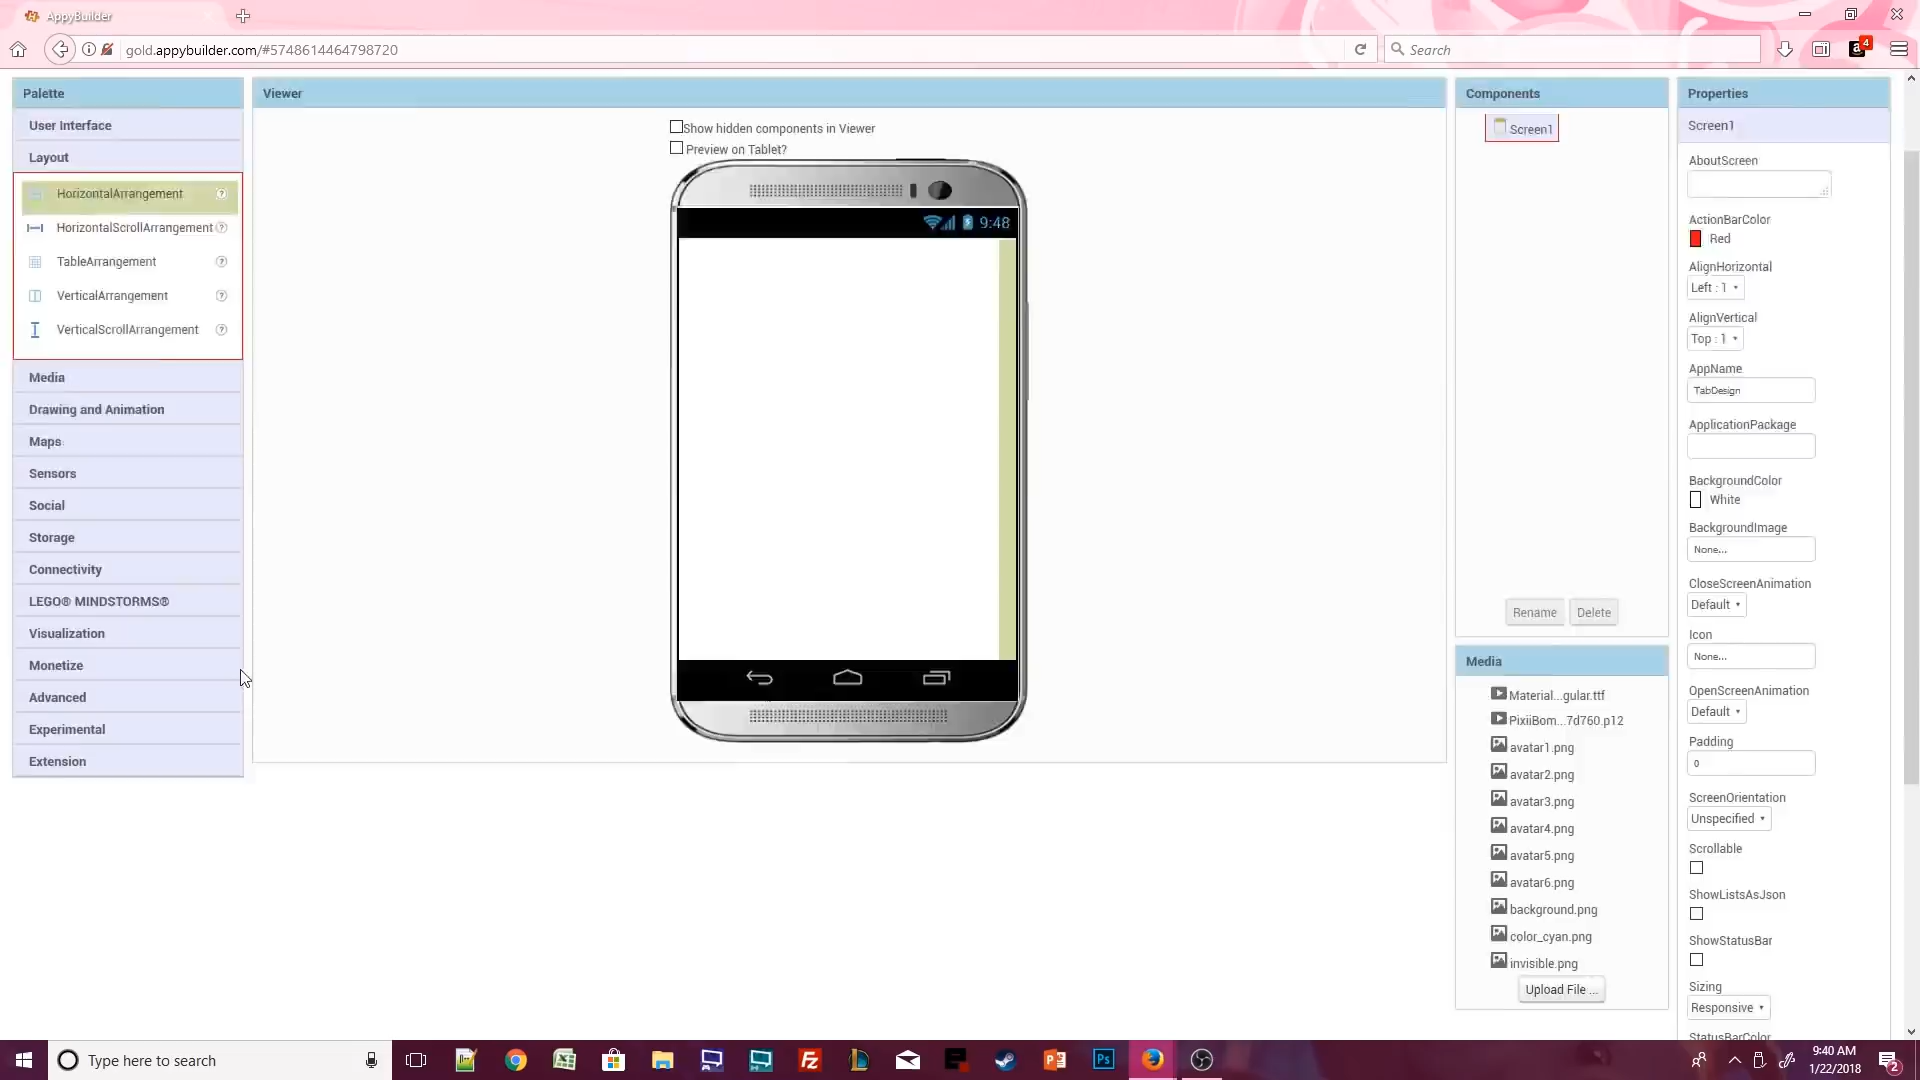 AppyBuilder
gold.appybuilder.com/#5748614464798720
Search
4
Palette
User Interface
Layout
HorizontalArrangement
HorizontalScrollArrangement
TableArrangement
VerticalArrangement
VerticalScrollArrangement
Media
Drawing and Animation
Maps
Sensors
Social
Storage
Connectivity
LEGO® MINDSTORMS®
Visualization
Monetize
Advanced
Experimental
Extension
Viewer
Show hidden components in Viewer
Preview on Tablet?
9:48
Components
Screen1
Rename Delete
Media
Material...gular.ttf
PixiiBom...7d760.p12
avatar1.png
avatar2.png
avatar3.png
avatar4.png
avatar5.png
avatar6.png
background.png
color_cyan.png
invisible.png
Upload File ...
Properties
Screen1
AboutScreen
ActionBarColor
Red
AlignHorizontal
Left : 1
AlignVertical
Top : 1
AppName
TabDesign
ApplicationPackage
BackgroundColor
White
BackgroundImage
None...
CloseScreenAnimation
Default
Icon
None...
OpenScreenAnimation
Default
Padding
0
ScreenOrientation
Unspecified
Scrollable
ShowListsAsJson
ShowStatusBar
Sizing
Responsive
StatusBarColor
Type here to search
9:40 AM
1/22/2018
2